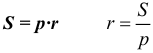 S = p·r r = S/p